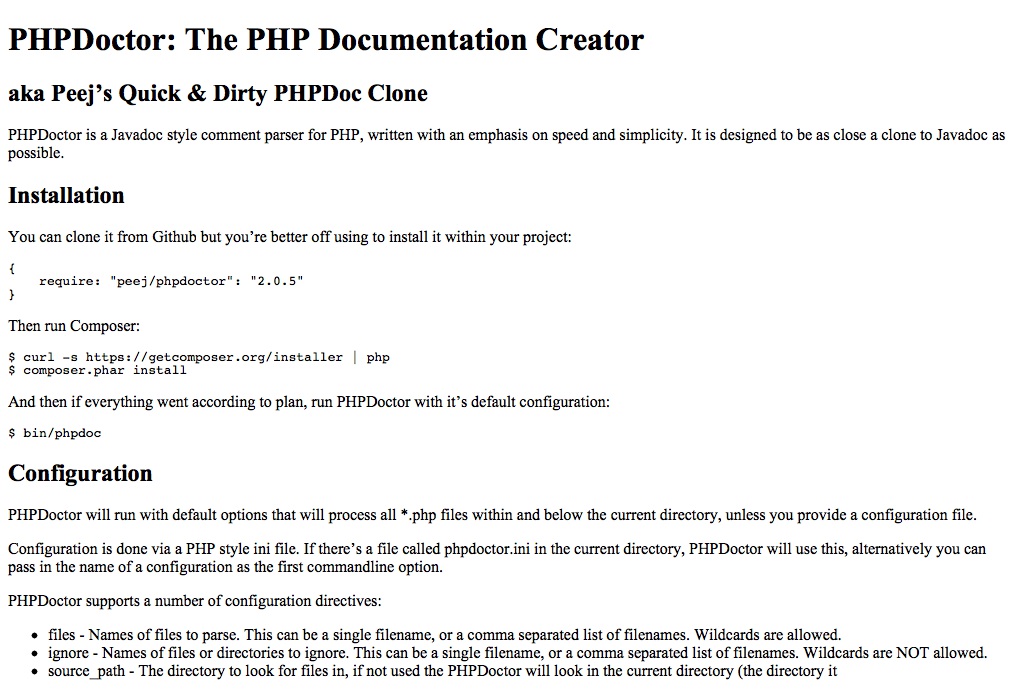 PHPDoctor: The PHP Documentation Creator
aka Peej’s Quick & Dirty PHPDoc Clone
PHPDoctor is a Javadoc style comment parser for PHP, written with an emphasis on speed and simplicity. It is designed to be as close a clone to Javadoc as
possible.
Installation
You can clone it from Github but you’re better off using to install it within your project:
{
    require: "peej/phpdoctor": "2.0.5"
}
Then run Composer:
$ curl -s https://getcomposer.org/installer | php
$ composer.phar install
And then if everything went according to plan, run PHPDoctor with it’s default configuration:
$ bin/phpdoc
Configuration
PHPDoctor will run with default options that will process all *.php files within and below the current directory, unless you provide a configuration file.
Configuration is done via a PHP style ini file. If there’s a file called phpdoctor.ini in the current directory, PHPDoctor will use this, alternatively you can
pass in the name of a configuration as the first commandline option.
PHPDoctor supports a number of configuration directives:
• files - Names of files to parse. This can be a single filename, or a comma separated list of filenames. Wildcards are allowed.
• ignore - Names of files or directories to ignore. This can be a single filename, or a comma separated list of filenames. Wildcards are NOT allowed.
• source_path - The directory to look for files in, if not used the PHPDoctor will look in the current directory (the directory it